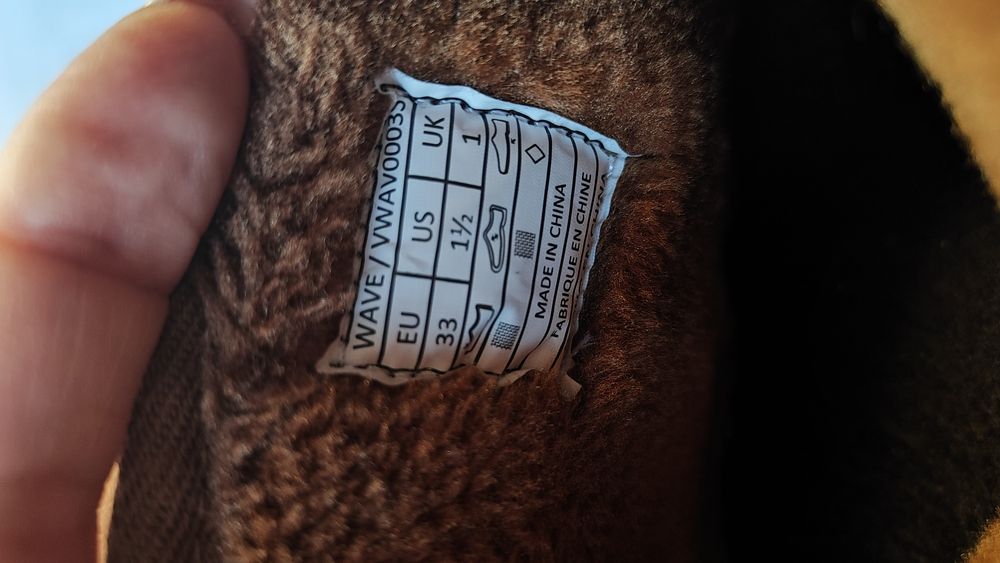 WAVE / VWAV0003S
EU US UK
33 1½ 1
MADE IN CHINA
FABRIQUE EN CHINE